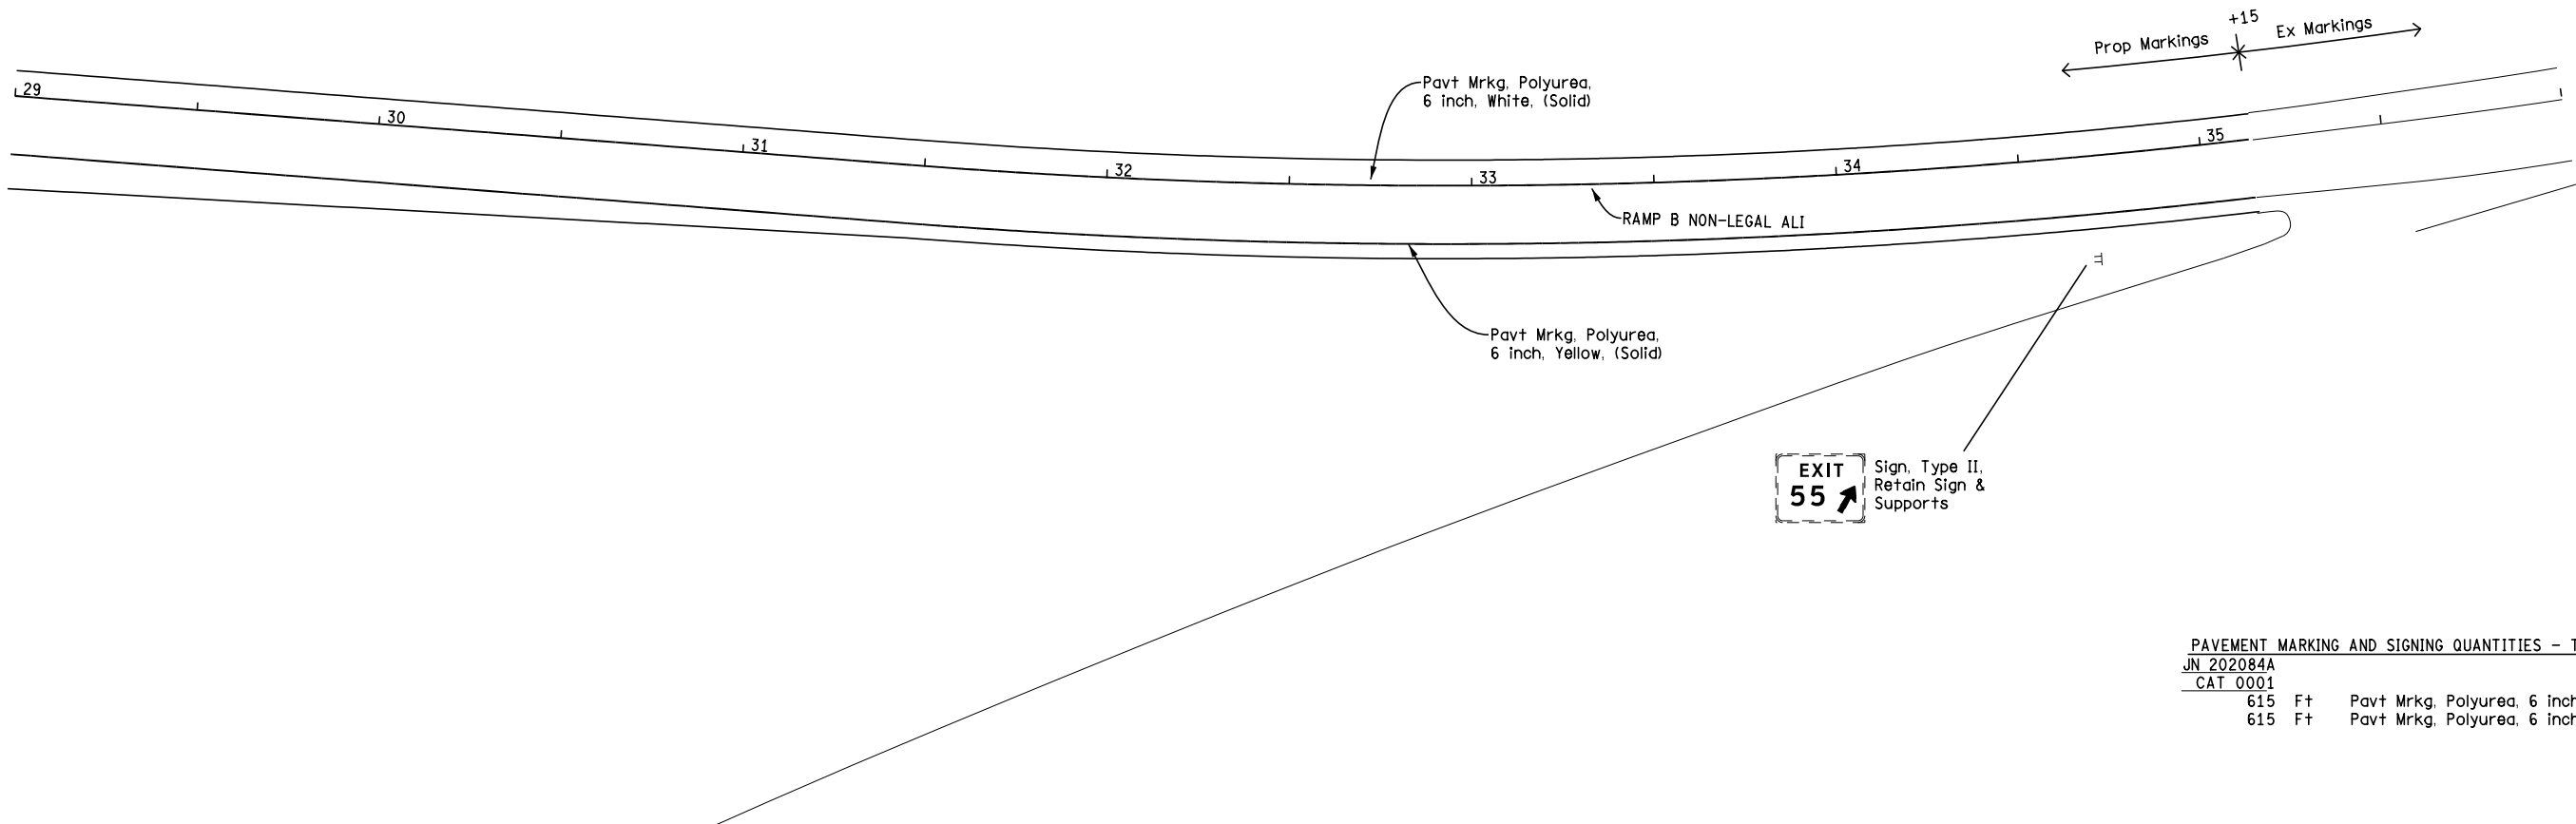 +15
Prop Markings
Ex Markings
29
30
31
32
33
34
35
Pavt Mrkg, Polyurea,
6 inch, White, (Solid)
RAMP B NON-LEGAL ALI
Pavt Mrkg, Polyurea,
6 inch, Yellow, (Solid)
EXIT
55
Sign, Type II,
Retain Sign &
Supports
PAVEMENT MARKING AND SIGNING QUANTITIES -
JN 202084A
CAT 0001
615 Ft Pavt Mrkg, Polyurea, 6 inch
615 Ft Pavt Mrkg, Polyurea, 6 inch